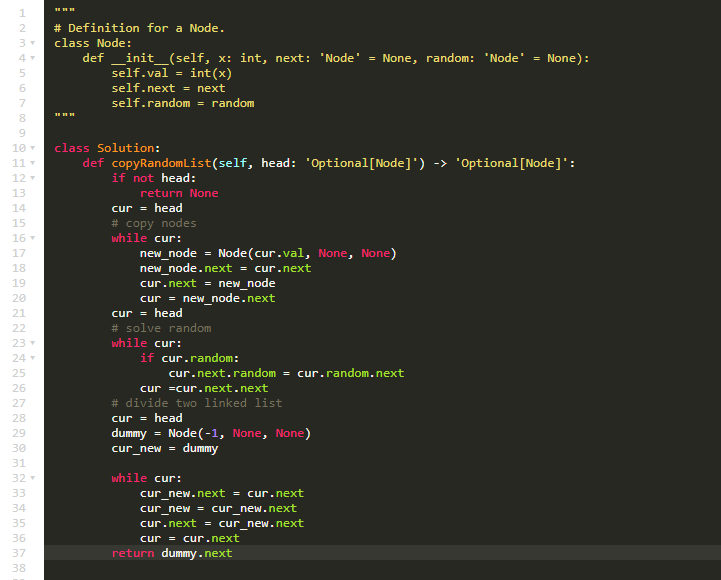 1 """
2 # Definition for a Node.
3 class Node:
4     def __init__(self, x: int, next: 'Node' = None, random: 'Node' = None):
5         self.val = int(x)
6         self.next = next
7         self.random = random
8 """
9
10 class Solution:
11     def copyRandomList(self, head: 'Optional[Node]') -> 'Optional[Node]':
12         if not head:
13             return None
14         cur = head
15         # copy nodes
16         while cur:
17             new_node = Node(cur.val, None, None)
18             new_node.next = cur.next
19             cur.next = new_node
20             cur = new_node.next
21         cur = head
22         # solve random
23         while cur:
24             if cur.random:
25                 cur.next.random = cur.random.next
26             cur =cur.next.next
27         # divide two linked list
28         cur = head
29         dummy = Node(-1, None, None)
30         cur_new = dummy
31
32         while cur:
33             cur_new.next = cur.next
34             cur_new = cur_new.next
35             cur.next = cur_new.next
36             cur = cur.next
37         return dummy.next
38